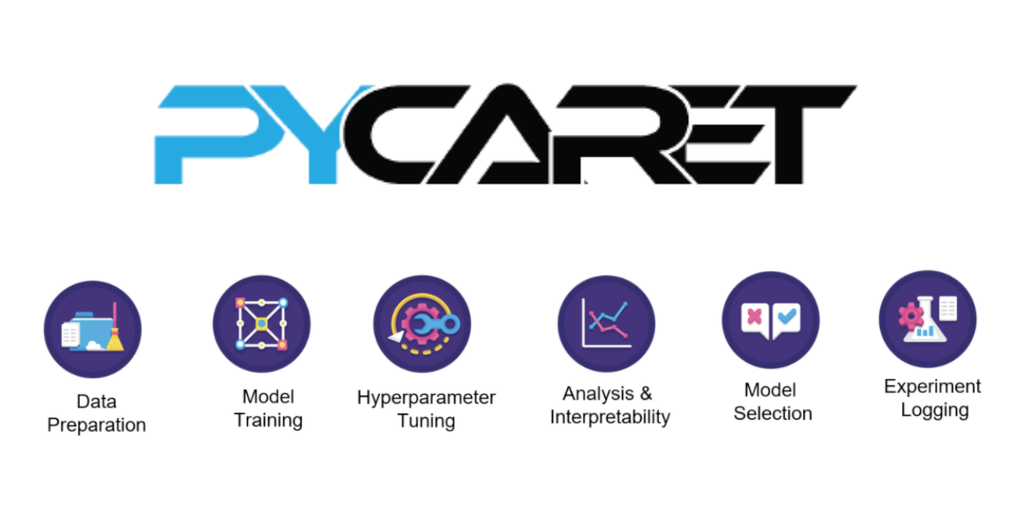 PYCARET
Data
Preparation
Model
Training
Hyperparameter
Tuning
Analysis &
Interpretability
Model
Selection
Experiment
Logging